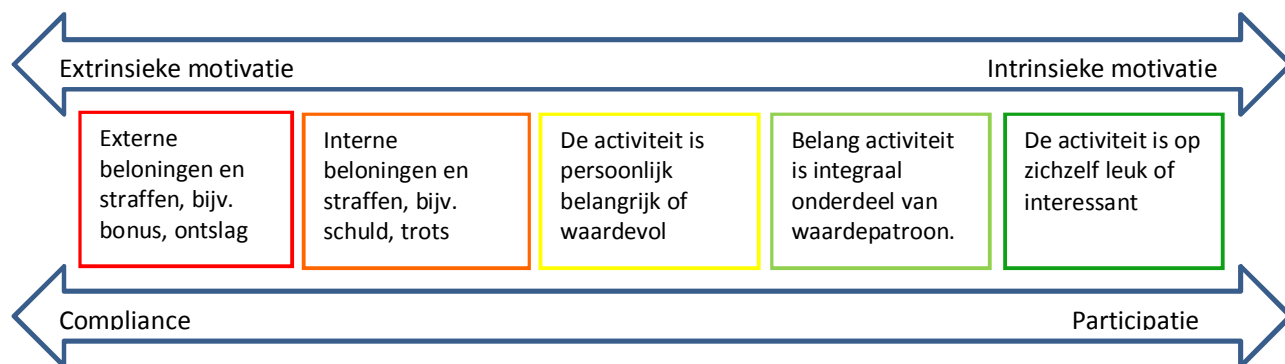 Extrinsieke motivatie
Intrinsieke motivatie
Externe
beloningen en
straffen, bijv.
bonus, ontslag
Interne
beloningen en
straffen, bijv.
schuld, trots
De activiteit is
persoonlijk
belangrijk of
waardevol
Belang activiteit
is integraal
onderdeel van
waardepatroon.
De activiteit is op
zichzelf leuk of
interessant
Compliance
Participatie